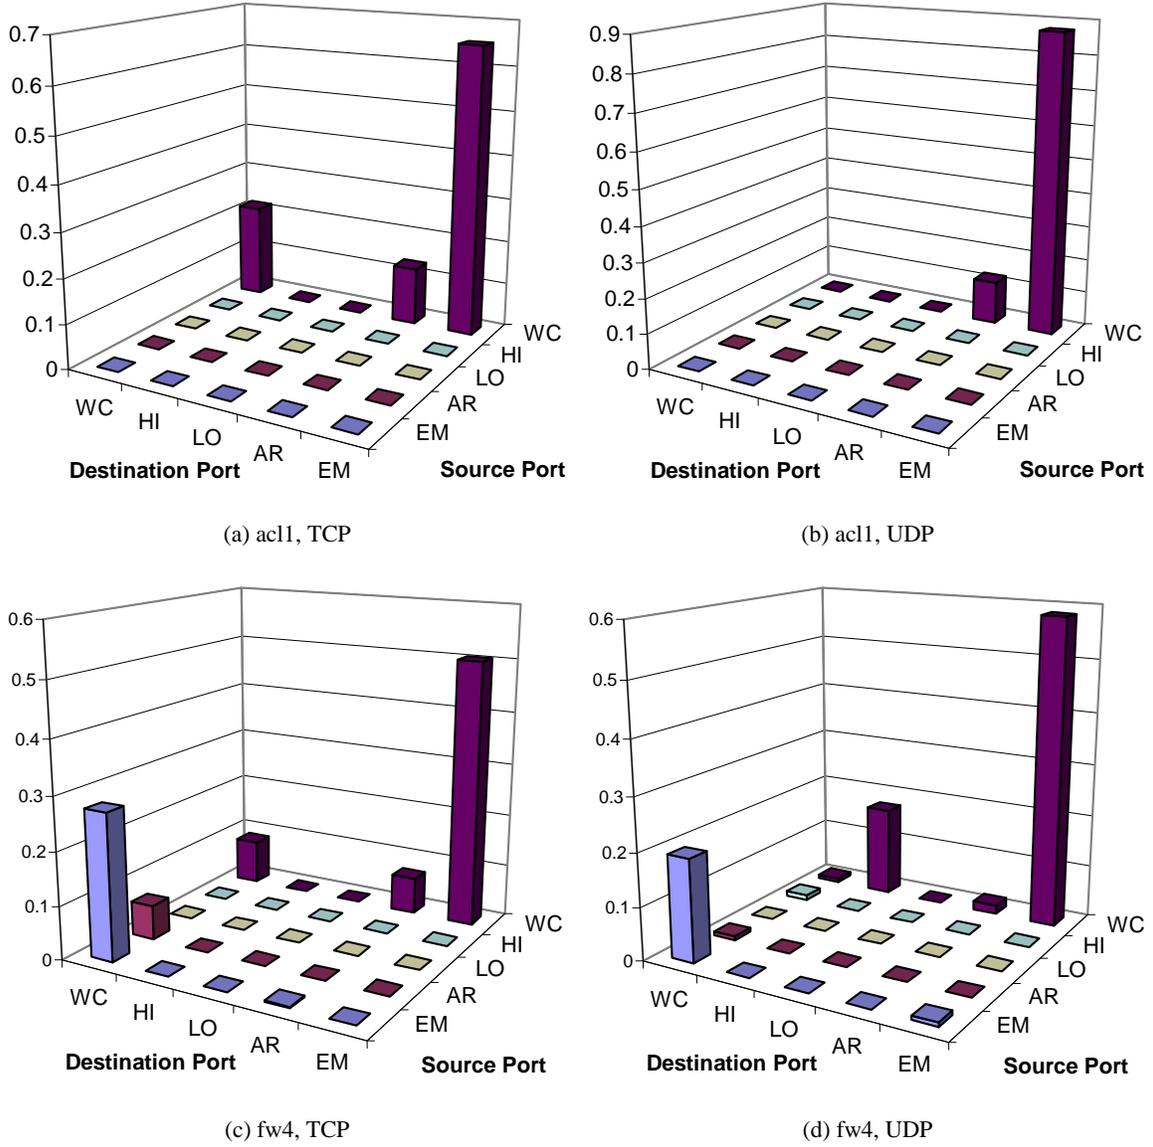 0.7
0.6
0.5
0.4
0.3
0.2
0.1
0
WC
HI
LO
AR
EM
WC
HI
LO
AR
EM
Destination Port
Source Port
(a) acl1, TCP
0.9
0.8
0.7
0.6
0.5
0.4
0.3
0.2
0.1
0
WC
HI
LO
AR
EM
WC
HI
LO
AR
EM
Destination Port
Source Port
(b) acl1, UDP
0.6
0.5
0.4
0.3
0.2
0.1
0
WC
HI
LO
AR
EM
WC
HI
LO
AR
EM
Destination Port
Source Port
(c) fw4, TCP
0.6
0.5
0.4
0.3
0.2
0.1
0
WC
HI
LO
AR
EM
WC
HI
LO
AR
EM
Destination Port
Source Port
(d) fw4, UDP